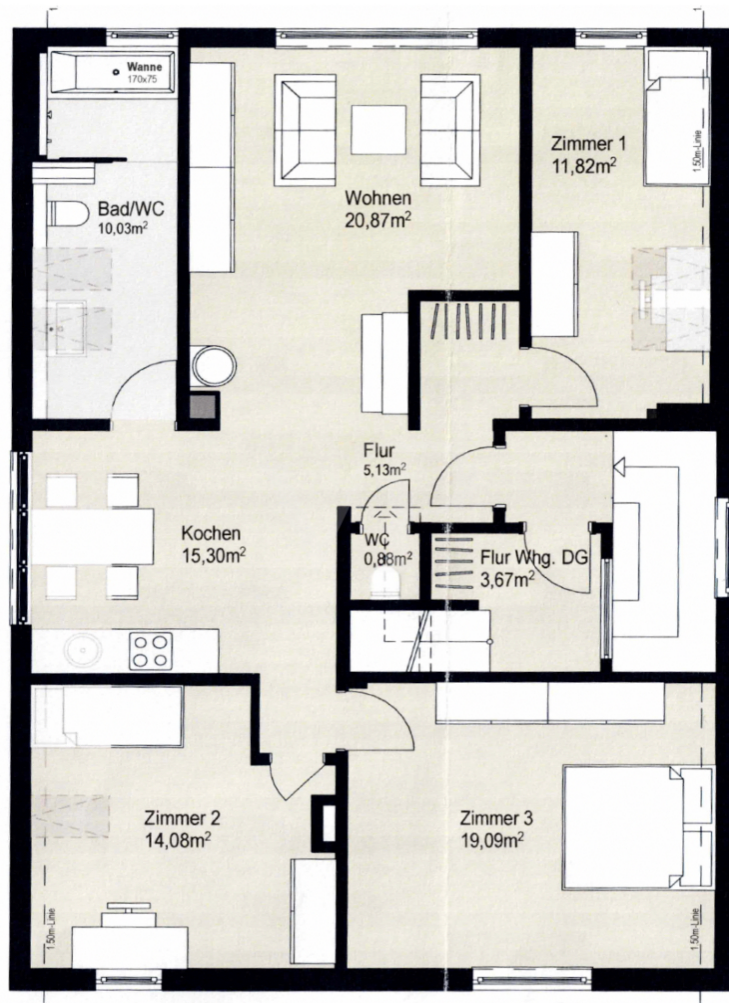 Wanne
170x75
Bad/WC
10,03m²
Wohnen
20,87m²
Zimmer 1
11,82m²
1.50m-Linie
Flur
5,13m²
Kochen
15,30m²
WC
0,88m²
Flur Whg. DG
3,67m²
Zimmer 2
14,08m²
Zimmer 3
19,09m²
1.50m-Linie
1.50m-Linie